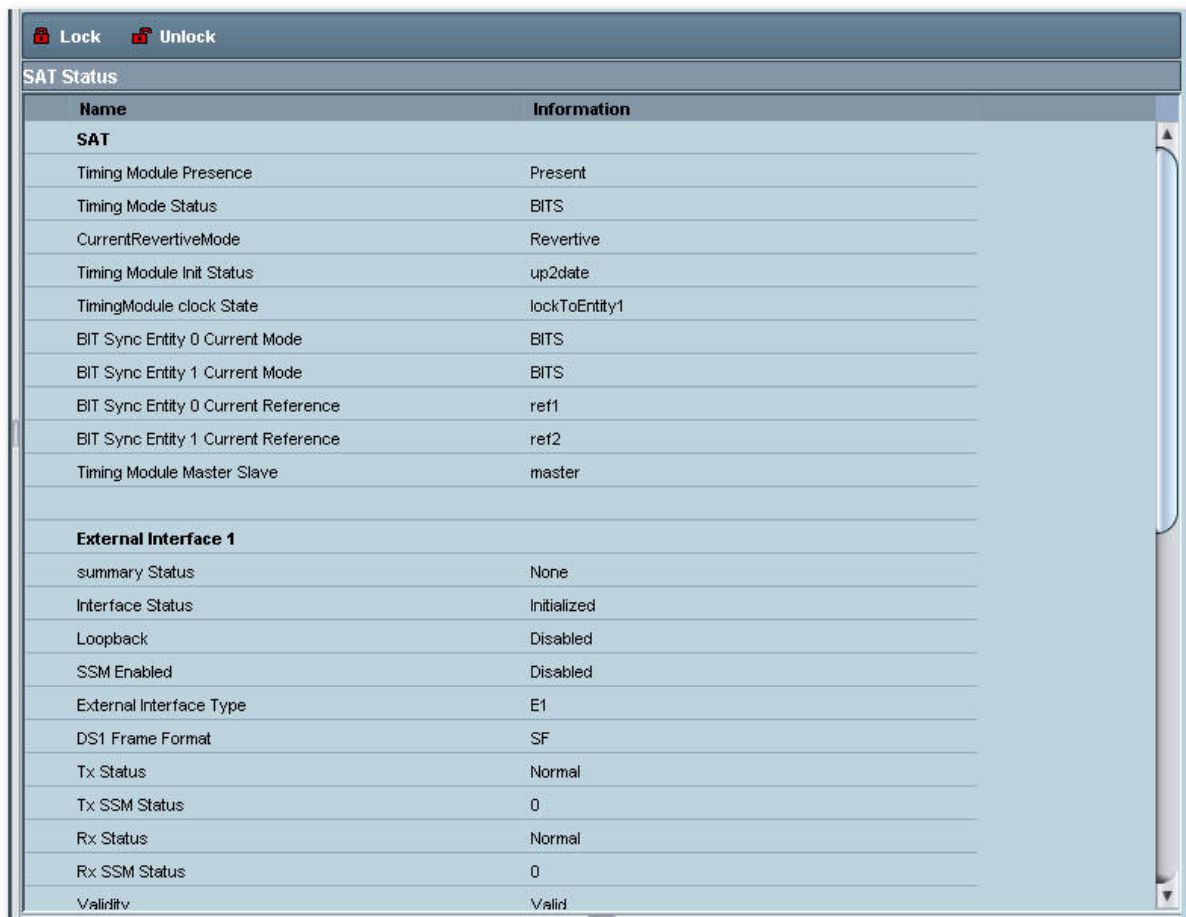 Lock Unlock
SAT Status
Name Information
SAT
Timing Module Presence Present
Timing Mode Status BITS
CurrentRevertiveMode Revertive
Timing Module Init Status up2date
TimingModule clock State lockToEntity1
BIT Sync Entity 0 Current Mode BITS
BIT Sync Entity 1 Current Mode BITS
BIT Sync Entity 0 Current Reference ref1
BIT Sync Entity 1 Current Reference ref2
Timing Module Master Slave master
External Interface 1
summary Status None
Interface Status Initialized
Loopback Disabled
SSM Enabled Disabled
External Interface Type E1
DS1 Frame Format SF
Tx Status Normal
Tx SSM Status 0
Rx Status Normal
Rx SSM Status 0
Validity Valid